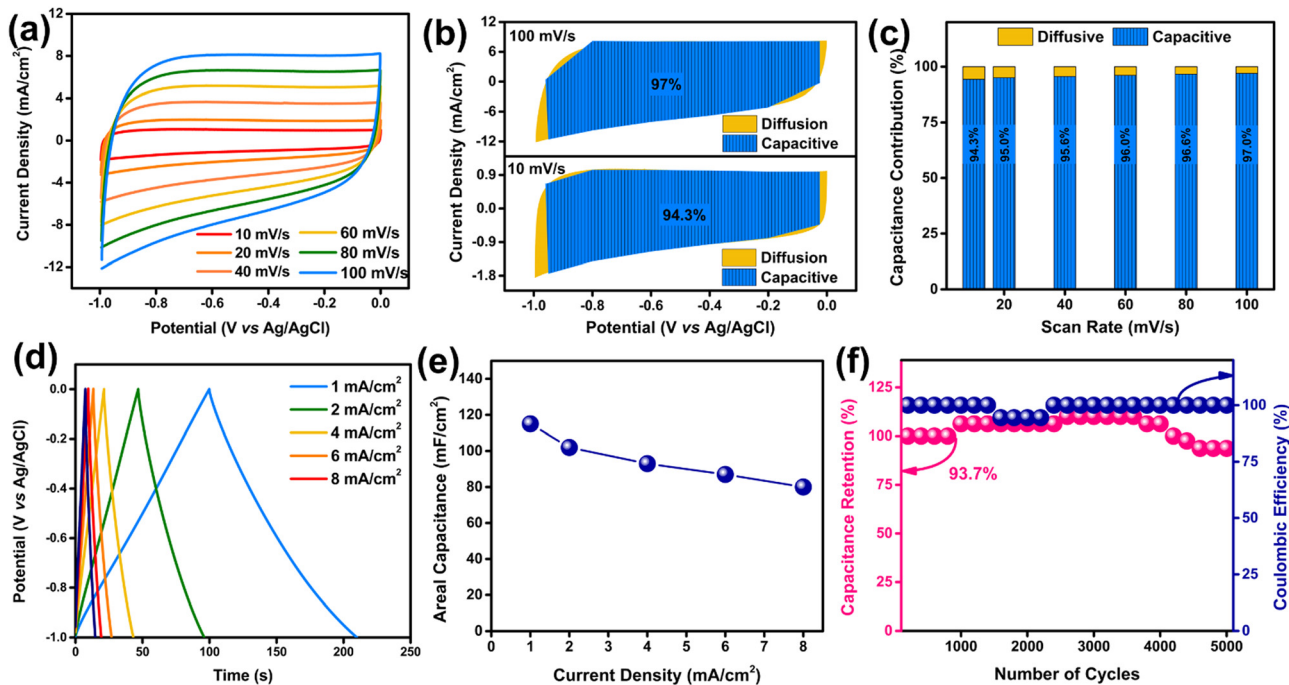 (a)
Current Density (mA/cm²)
12
8
4
0
-4
-8
-12
10 mV/s
20 mV/s
40 mV/s
60 mV/s
80 mV/s
100 mV/s
-1.0
-0.8
-0.6
-0.4
-0.2
0.0
Potential (V vs Ag/AgCl)
(b)
Current Density (mA/cm²)
12
6
0
-6
-12
100 mV/s
97%
Diffusion
Capacitive
0.9
0.0
-0.9
-1.8
10 mV/s
94.3%
Diffusion
Capacitive
-1.0
-0.8
-0.6
-0.4
-0.2
0.0
Potential (V vs Ag/AgCl)
(c)
Capacitance Contribution (%)
100
50
0
Diffusive
Capacitive
94.3%
95.0%
95.6%
96.0%
96.6%
97.0%
20
40
60
80
100
Scan Rate (mV/s)
(d)
Potential (V vs Ag/AgCl)
0.0
-0.2
-0.4
-0.6
-0.8
-1.0
1 mA/cm²
2 mA/cm²
4 mA/cm²
6 mA/cm²
8 mA/cm²
0
50
100
150
200
250
Time (s)
(e)
Areal Capacitance (mF/cm²)
140
120
100
80
60
40
20
0
0
1
2
3
4
5
6
7
8
Current Density (mA/cm²)
(f)
Capacitance Retention (%)
125
100
75
50
25
0
93.7%
100
75
50
25
0
Coulombic Efficiency (%)
1000
2000
3000
4000
5000
Number of Cycles